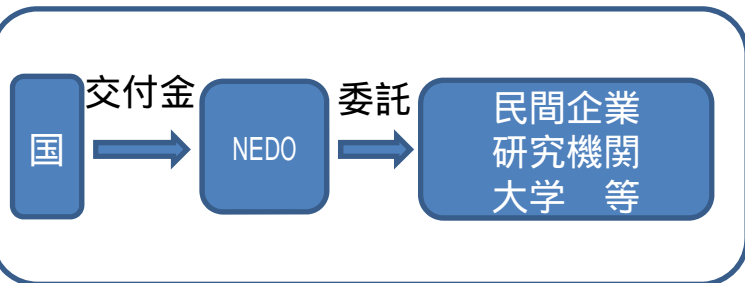 交付金
委託
国
NEDO
民間企業
研究機関
大学　等